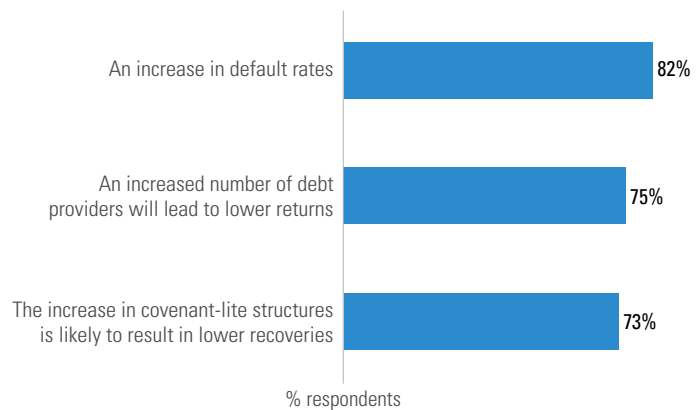 An increase in default rates
82%
An increased number of debt
providers will lead to lower returns
75%
The increase in covenant-lite structures
is likely to result in lower recoveries
73%
% respondents